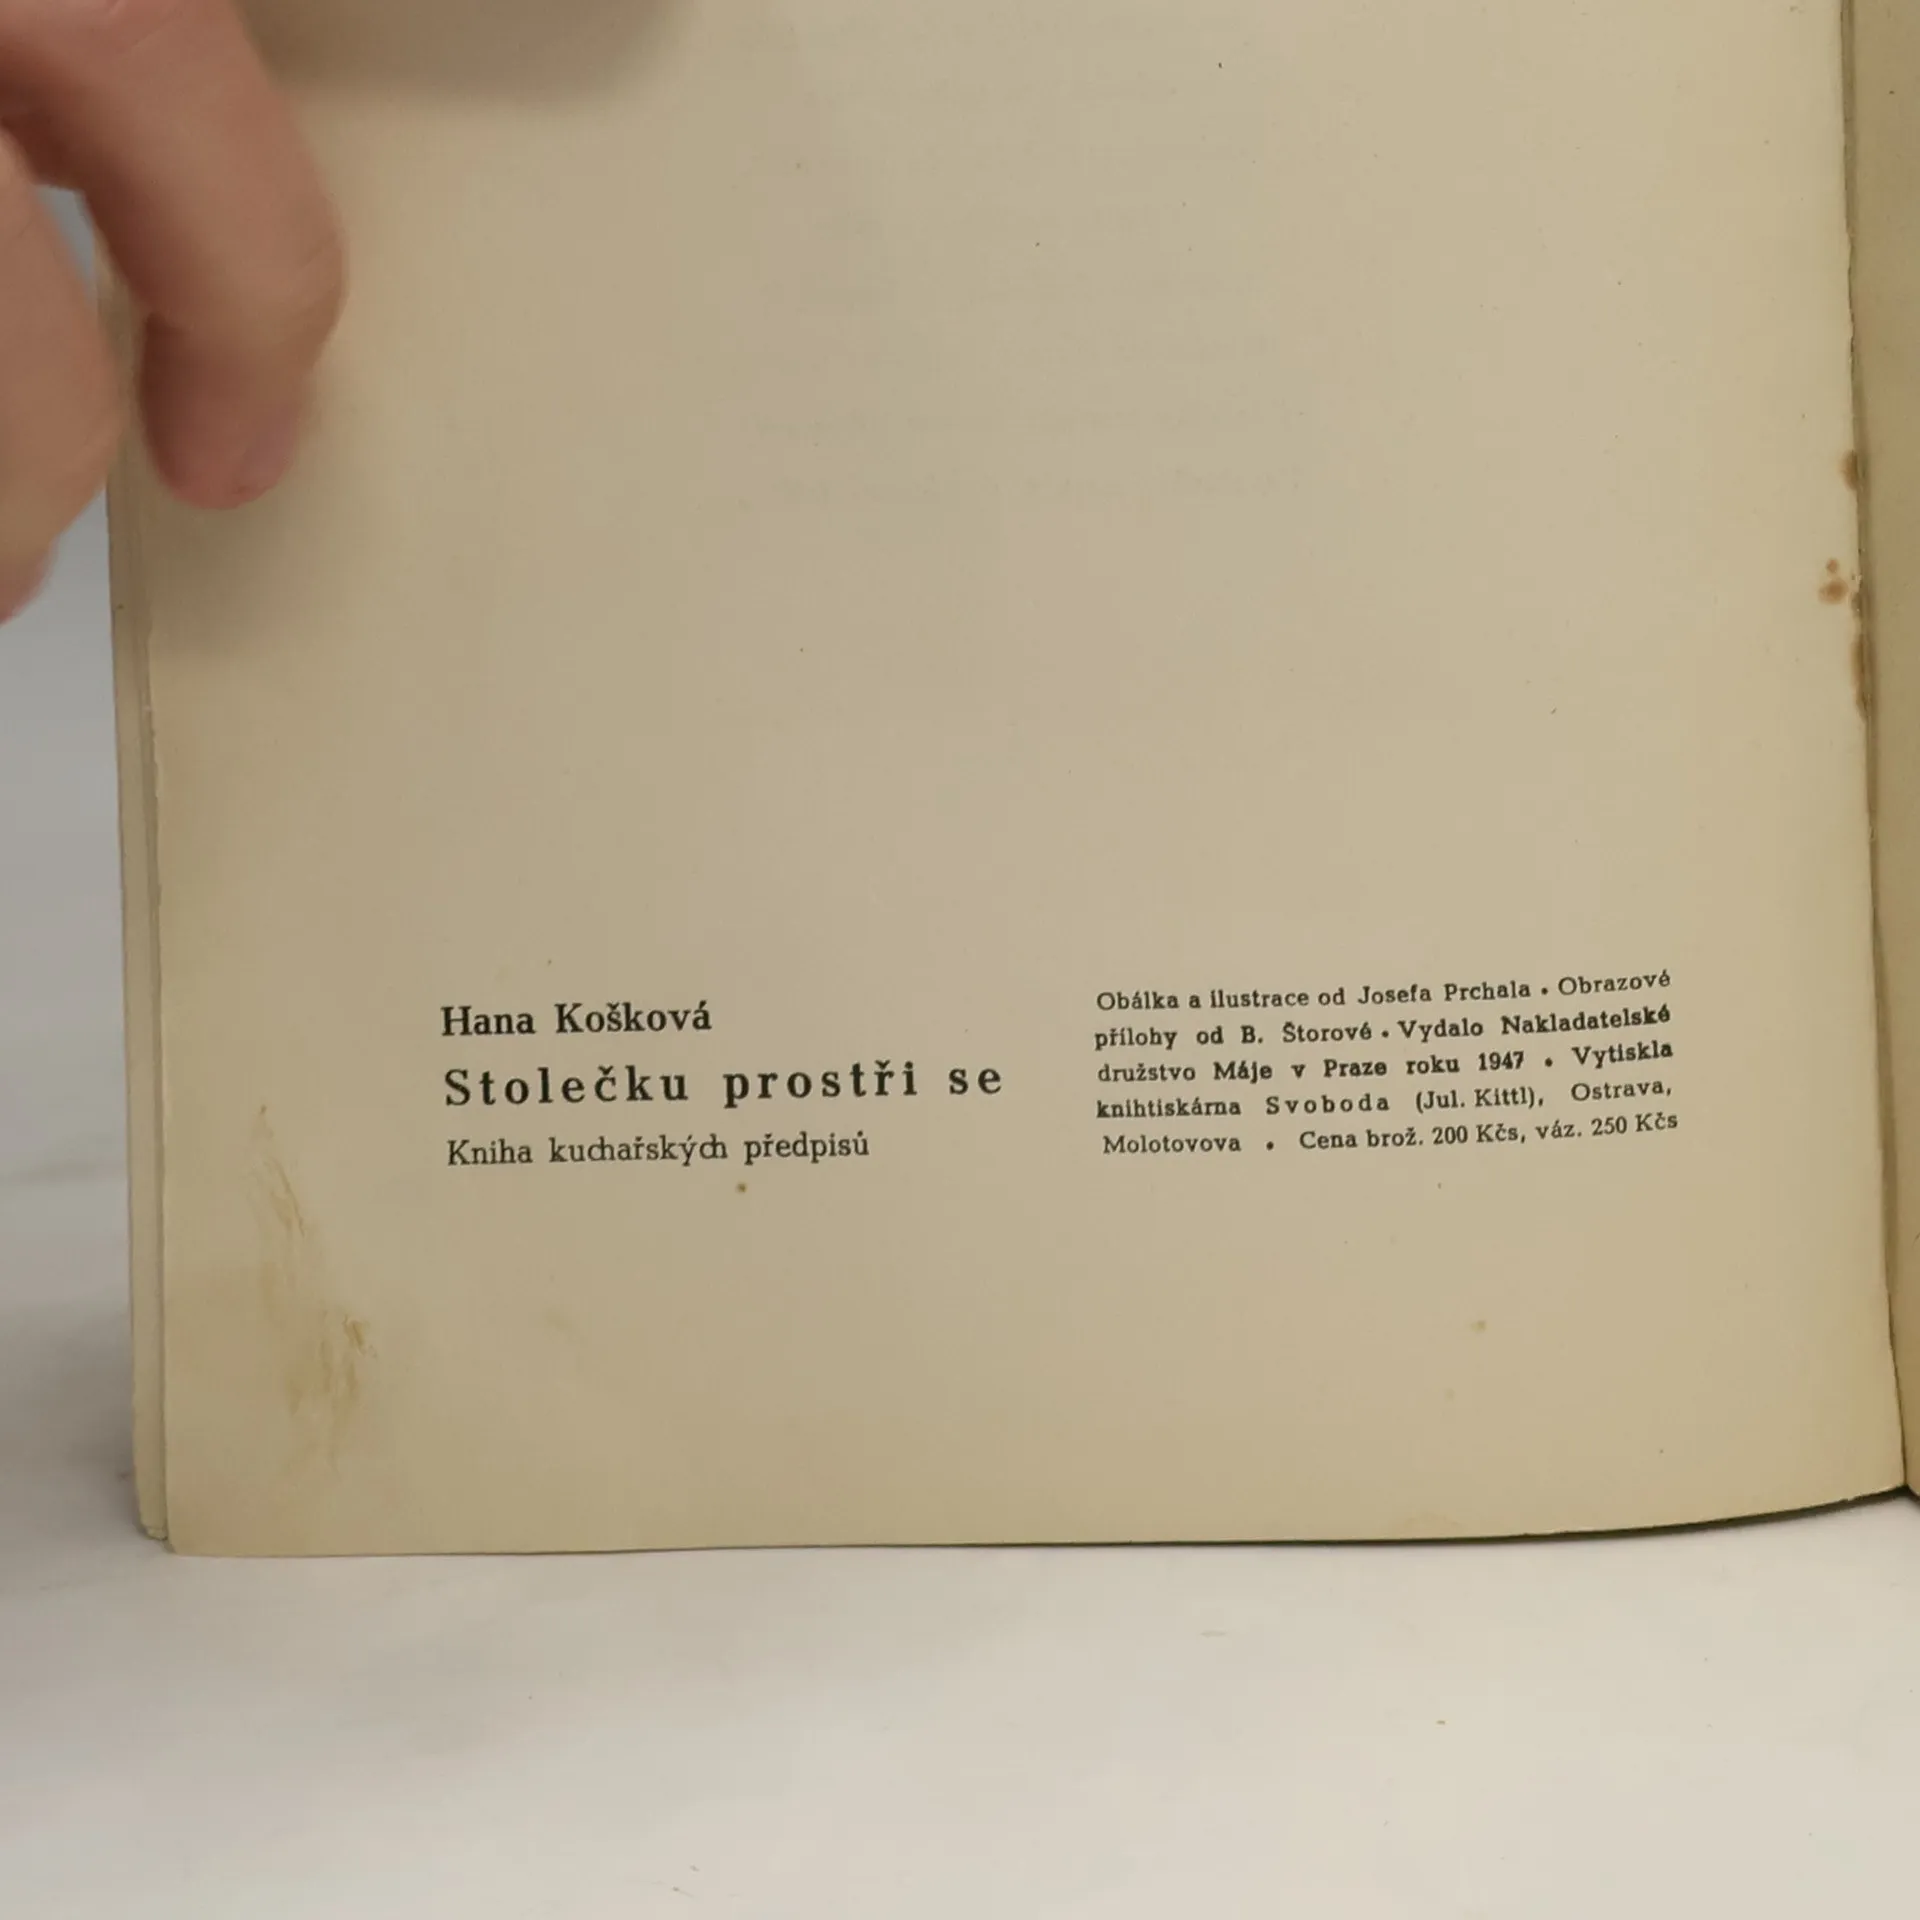 Hana Košková
Stolečku prostři se
Kniha kuchařských předpisů
Obálka a ilustrace od Josefa Prchala • Obrazové
přílohy od B. Štorové • Vydalo Nakladatelské
družstvo Máje v Praze roku 1947 • Vytiskla
knihtiskárna Svoboda (Jul. Kittl), Ostrava,
Molotovova • Cena brož. 200 Kčs, váz. 250 Kčs